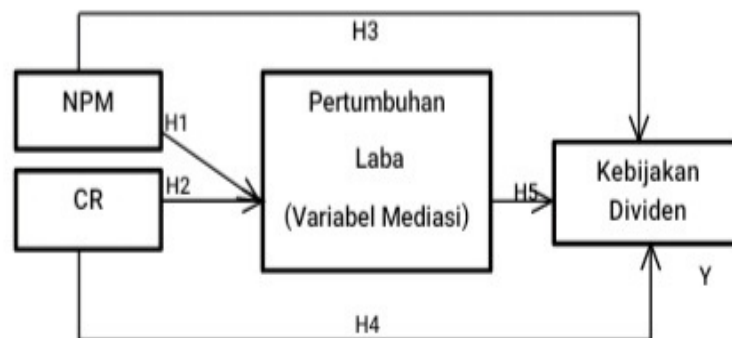 H3
NPM
H1
CR
H2
Pertumbuhan
Laba
(Variabel Mediasi)
H5
Kebijakan
Dividen
Y
H4